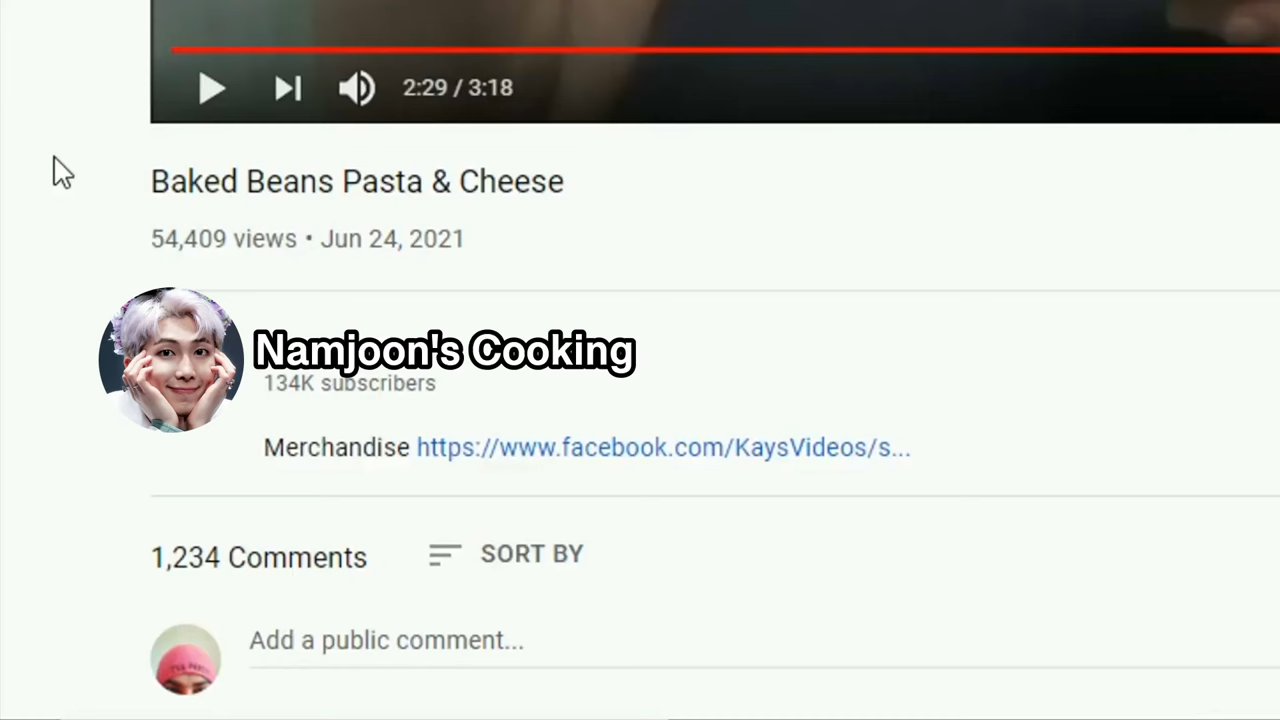 2:29 / 3:18
Baked Beans Pasta & Cheese
54,409 views • Jun 24, 2021
Namjoon's Cooking
134K subscribers
Merchandise https://www.facebook.com/KaysVideos/s...
1,234 Comments SORT BY
Add a public comment...